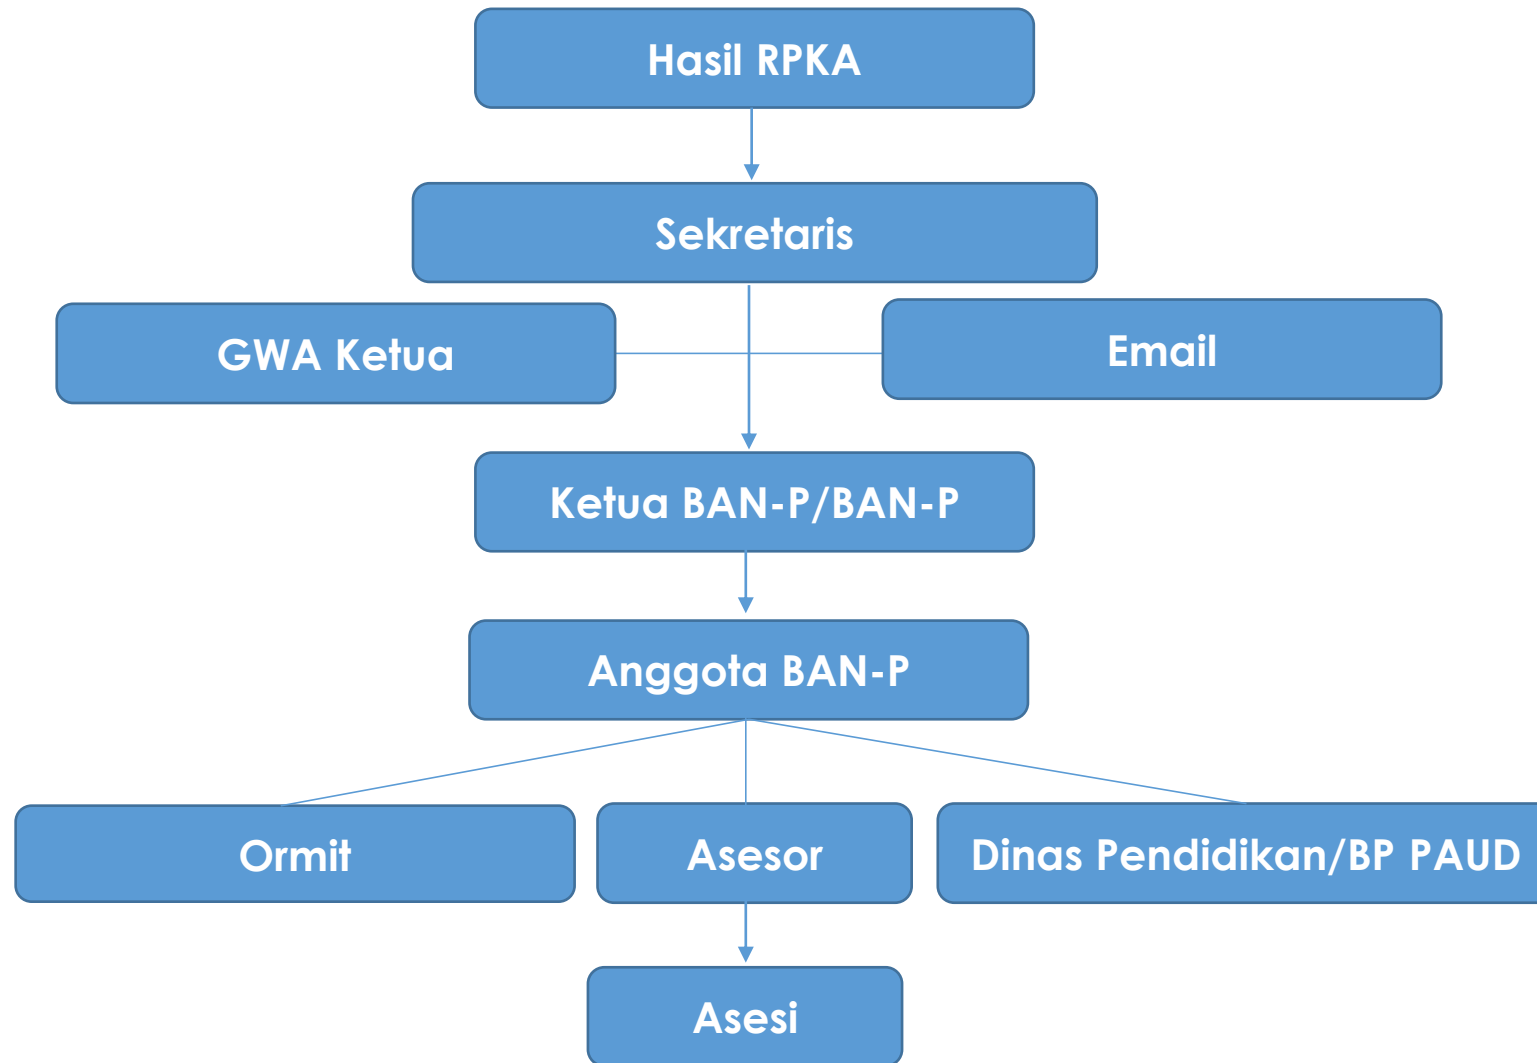 Hasil RPKA
Sekretaris
GWA Ketua
Email
Ketua BAN-P/BAN-P
Anggota BAN-P
Ormit
Asesor
Dinas Pendidikan/BP PAUD
Asesi